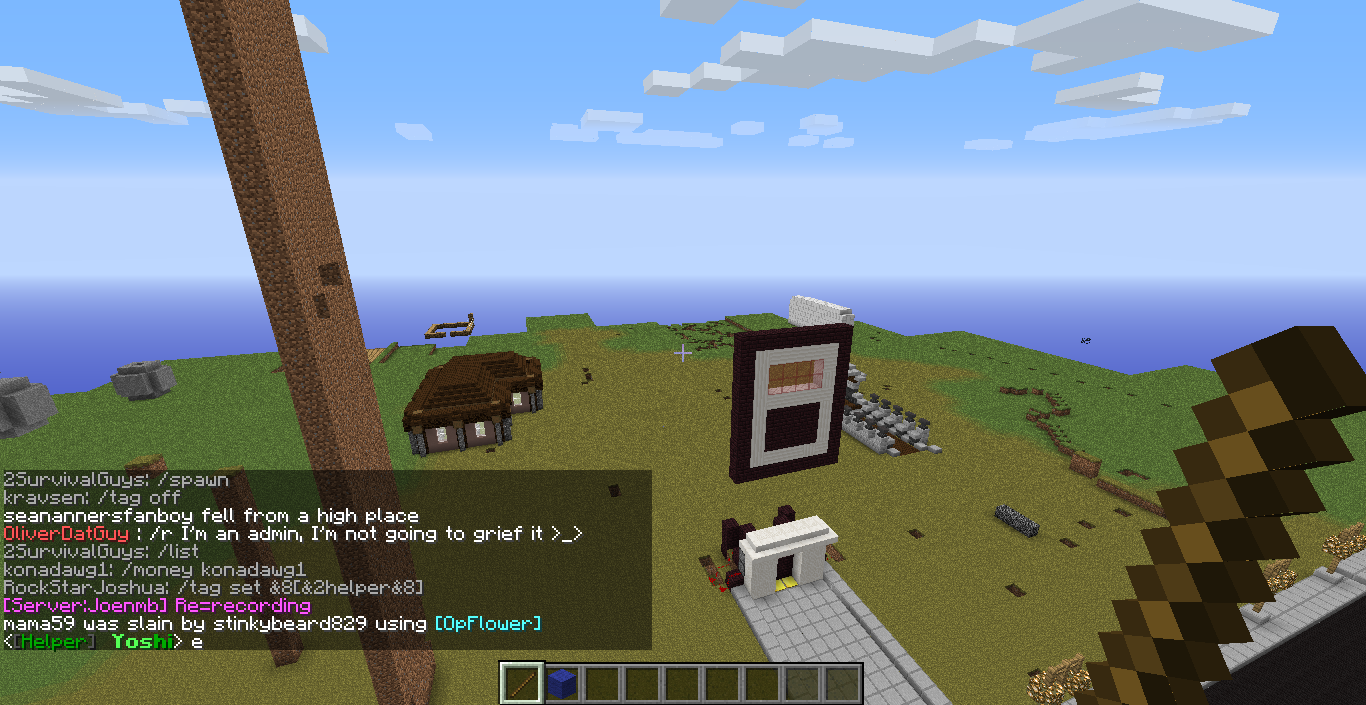 2SurvivalGuys: /spawn
kravsen: /tag off
seanannersfanboy fell from a high place
OliverDatGuy : /r I'm an admin, I'm not going to grief it >_>
2SurvivalGuys: /list
konadawg1: /money konadawg1
RockStarJoshua: /tag set &8[&2helper&8]
[Server:Joenmb] Re=recording
mama59 was slain by stinkybeard829 using [OpFlower]
<[Helper] Yoshi> e